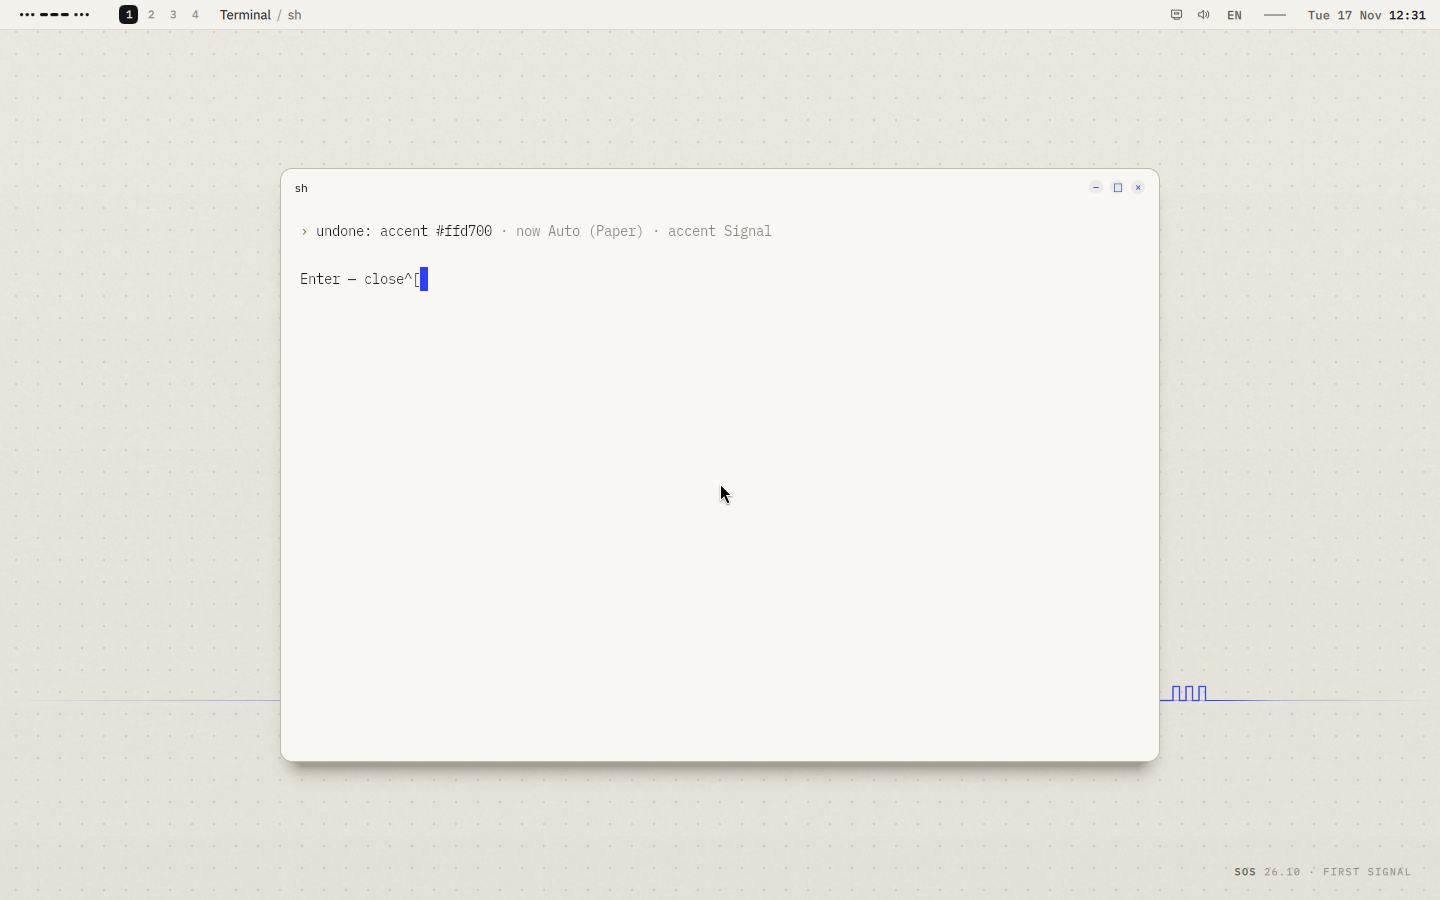 1 2 3 4 Terminal / sh EN Tue 17 Nov 12:31
sh
› undone: accent #ffd700 · now Auto (Paper) · accent Signal
Enter — close^[
SOS 26.10 · FIRST SIGNAL